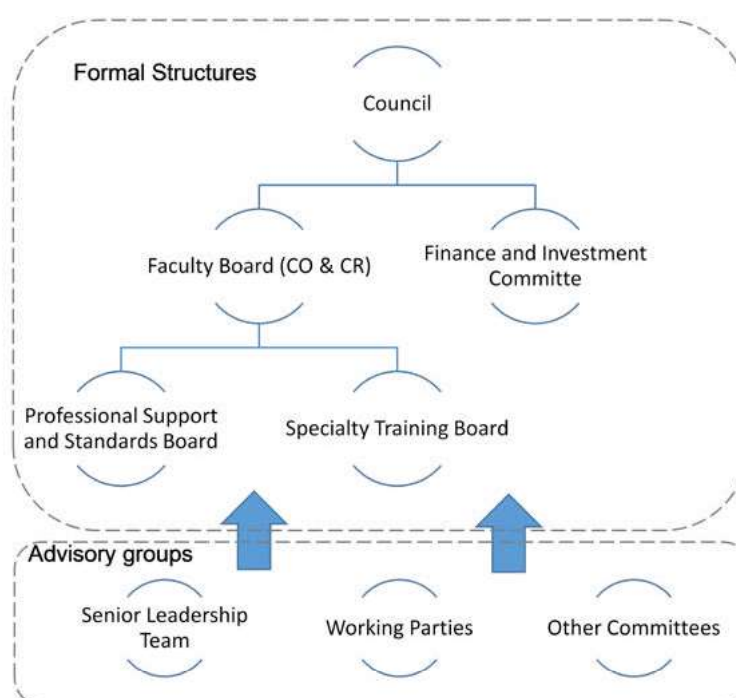 Formal Structures
Council
Faculty Board (CO & CR)
Finance and Investment
Committe
Professional Support
and Standards Board
Specialty Training Board
Advisory groups
Senior Leadership
Team
Working Parties
Other Committees